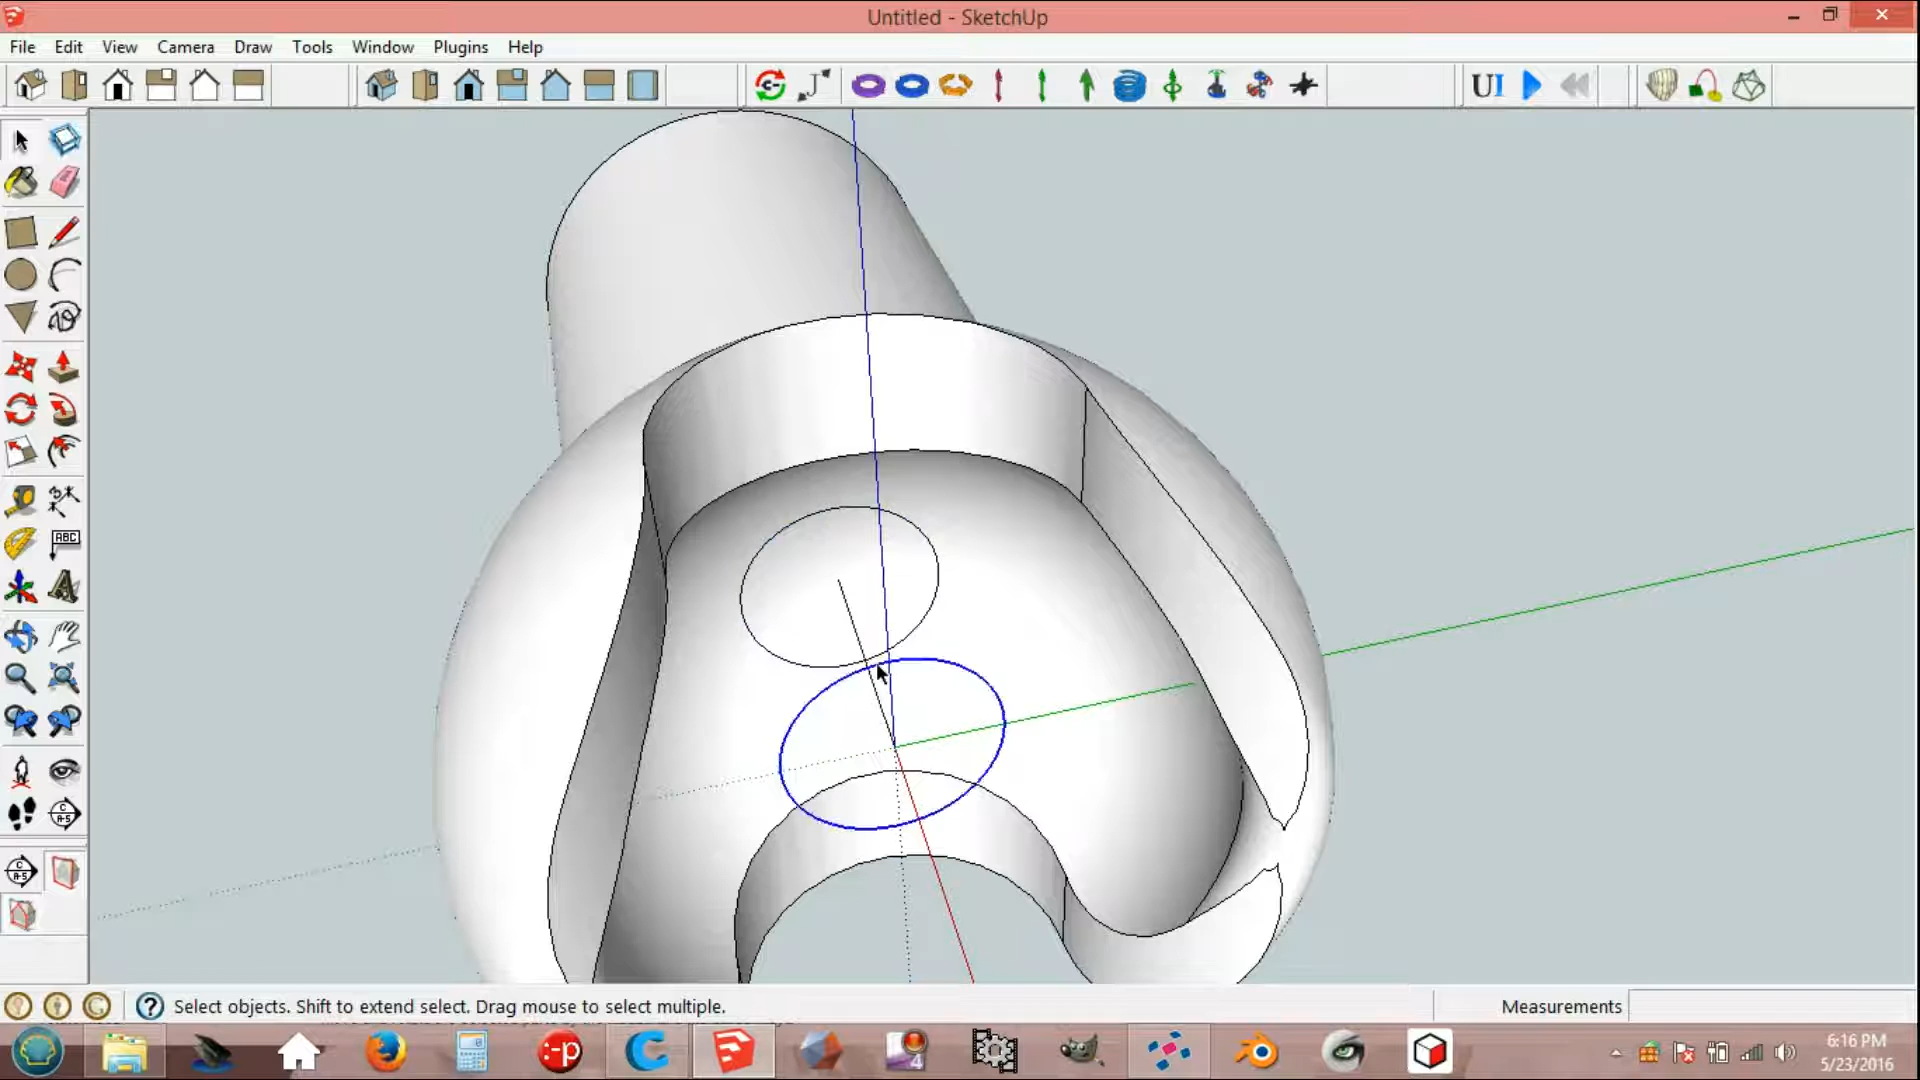 Untitled - SketchUp
File Edit View Camera Draw Tools Window Plugins Help
UI
ABC
Select objects. Shift to extend select. Drag mouse to select multiple.
Measurements
:-p
4
6:16 PM
5/23/2016